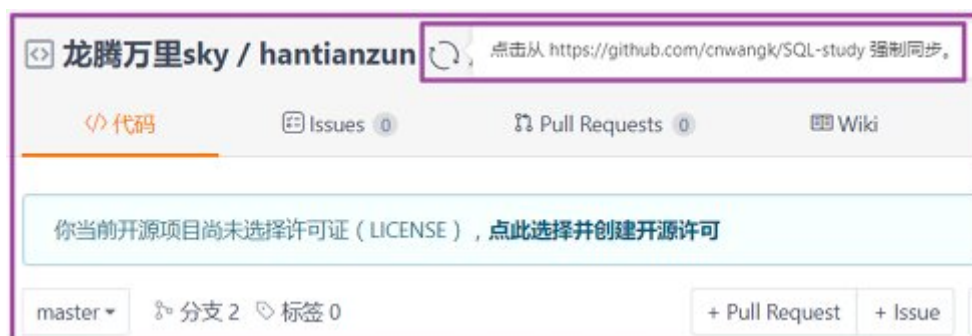 龙腾万里sky / hantianzun 点击从 https://github.com/cnwangk/SQL-study 强制同步。
</> 代码 Issues 0 Pull Requests 0 Wiki
你当前开源项目尚未选择许可证（LICENSE），点此选择并创建开源许可
master 分支 2 标签 0 + Pull Request + Issue